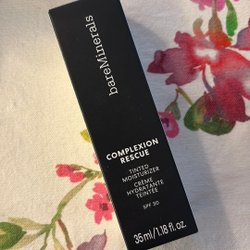 bareMinerals
COMPLEXION
RESCUE
TINTED
MOISTURIZER
CRÈME
HYDRATANTE
TEINTÉE
SPF 30
35ml/1.18 fl.oz.